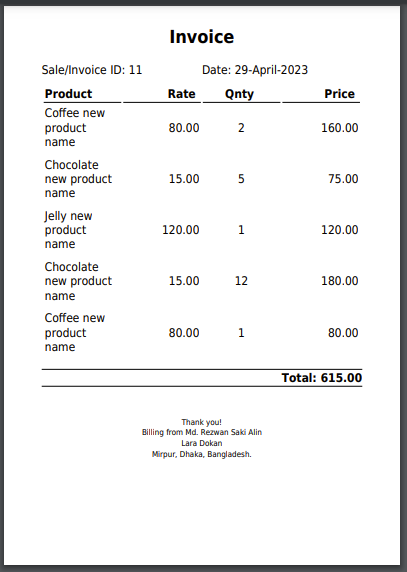 Invoice
Sale/Invoice ID: 11 Date: 29-April-2023
Product Rate Qnty Price
Coffee new
product 80.00 2 160.00
name
Chocolate
new product 15.00 5 75.00
name
Jelly new
product 120.00 1 120.00
name
Chocolate
new product 15.00 12 180.00
name
Coffee new
product 80.00 1 80.00
name
Total: 615.00
Thank you!
Billing from Md. Rezwan Saki Alin
Lara Dokan
Mirpur, Dhaka, Bangladesh.